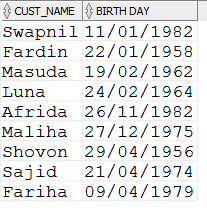 CUST_NAME BIRTH DAY
Swapnil 11/01/1982
Fardin 22/01/1958
Masuda 19/02/1962
Luna 24/02/1964
Afrida 26/11/1982
Maliha 27/12/1975
Shovon 29/04/1956
Sajid 21/04/1974
Fariha 09/04/1979